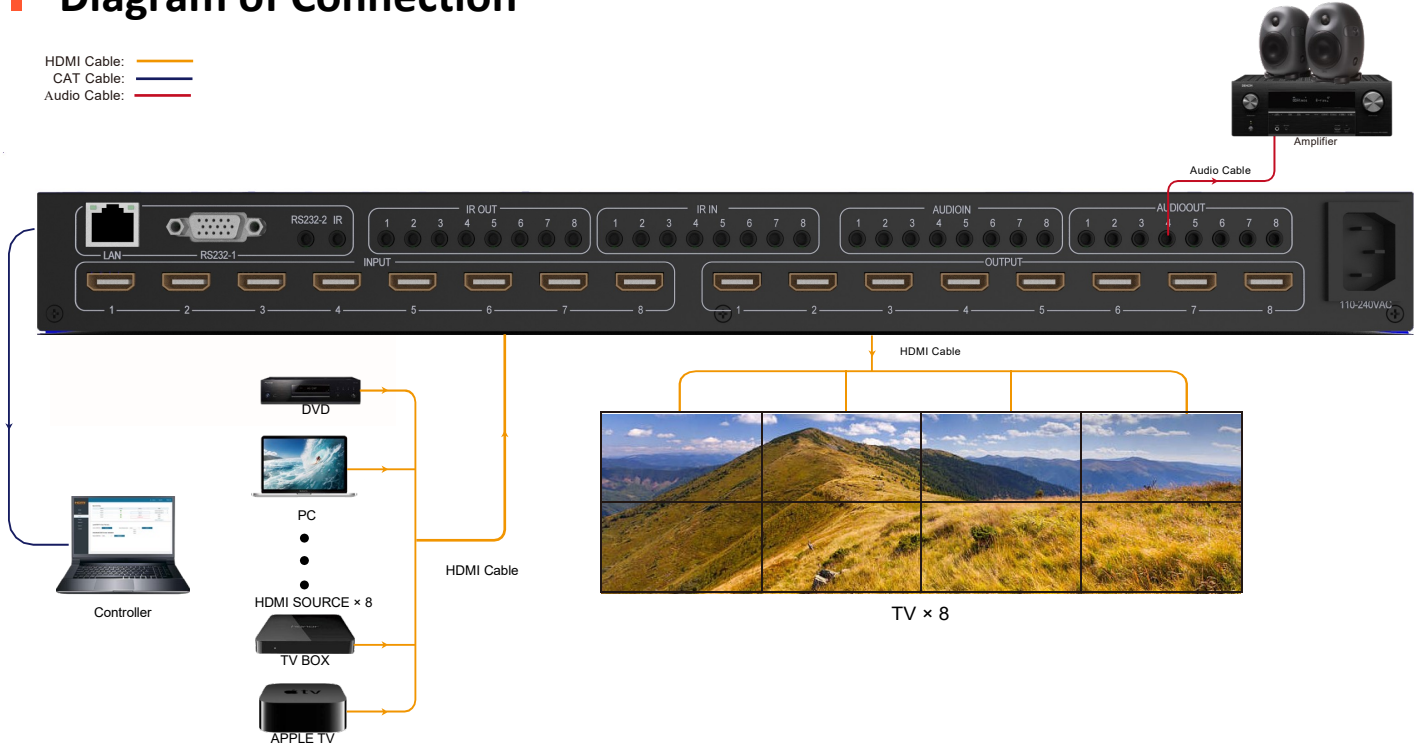 Diagram of Connection
HDMI Cable:
CAT Cable:
Audio Cable:
Amplifier
Audio Cable
RS232-2 IR
IR OUT
1 2 3 4 5 6 7 8
IR IN
1 2 3 4 5 6 7 8
AUDIOIN
1 2 3 4 5 6 7 8
AUDIOOUT
1 2 3 4 5 6 7 8
LAN
RS232-1
INPUT
OUTPUT
1 2 3 4 5 6 7 8
1 2 3 4 5 6 7 8
110-240VAC
HDMI Cable
DVD
PC
HDMI Cable
HDMI SOURCE × 8
Controller
TV × 8
TV BOX
tv
APPLE TV